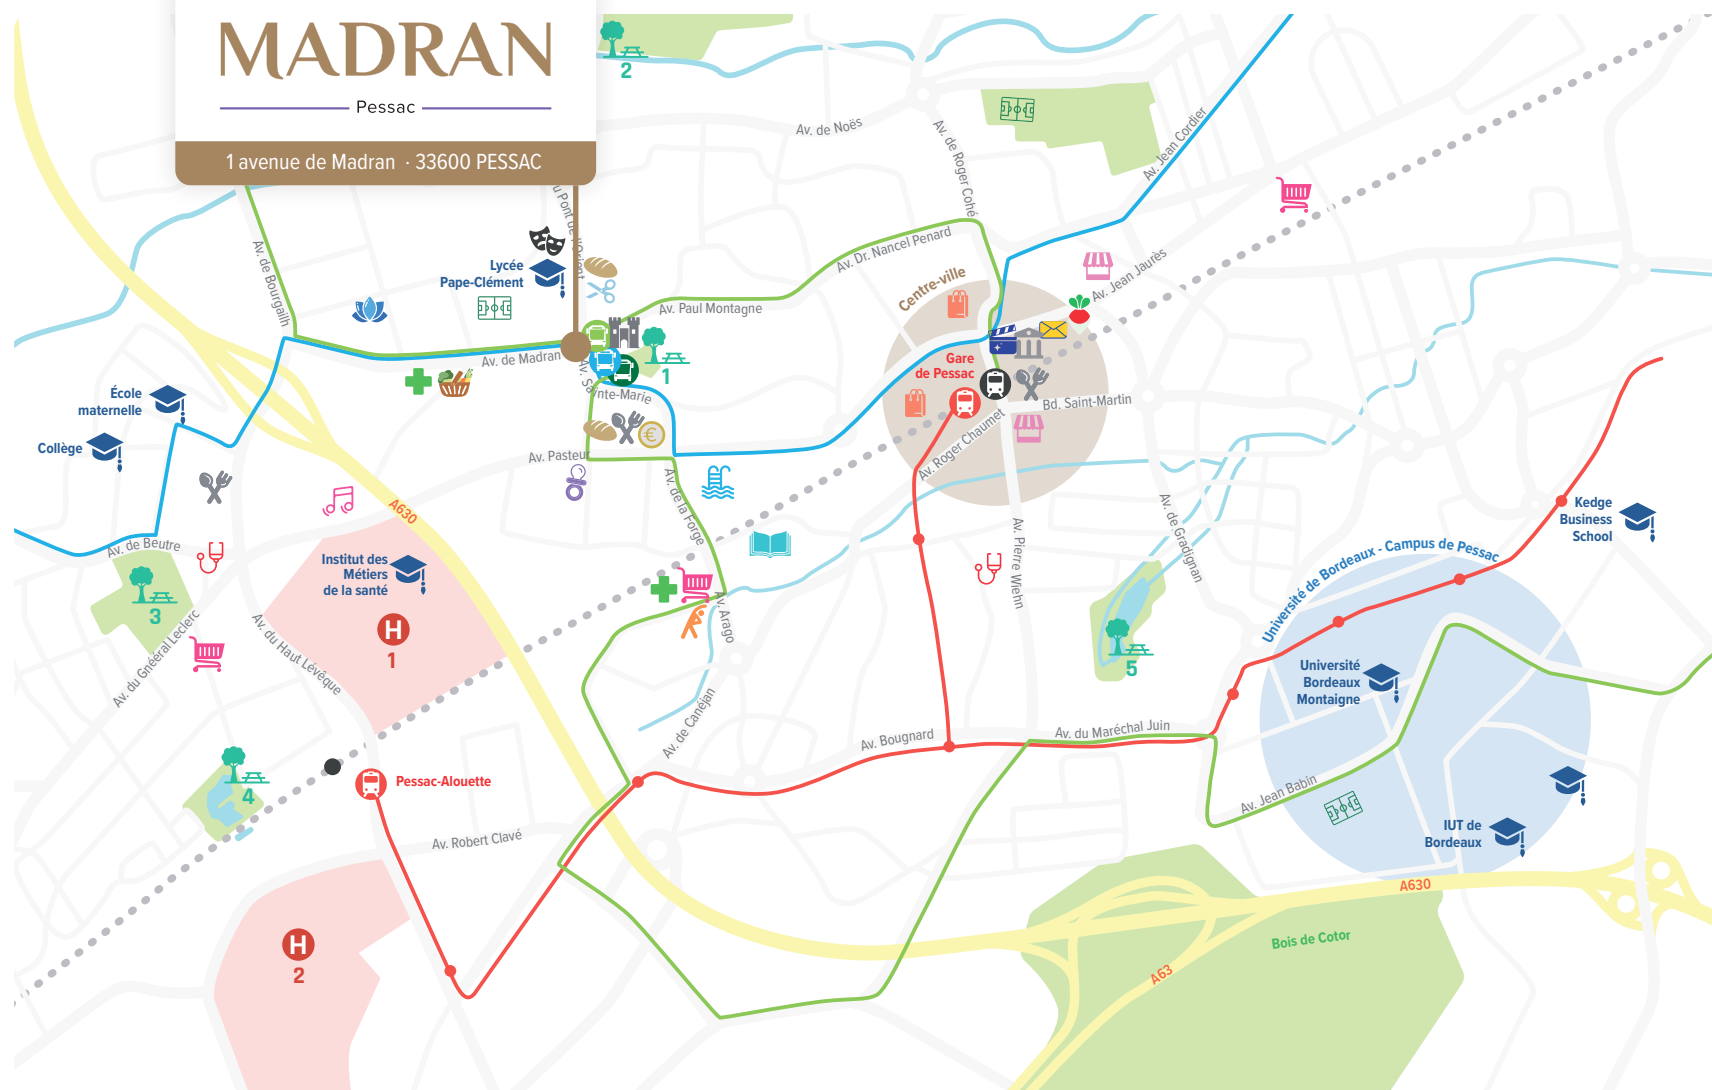 MADRAN
Pessac
1 avenue de Madran · 33600 PESSAC
2
Av. de Noës
Av. de Roger Cohé
Av. Jean Cordier
Av. de Bourgailh
u Pont de l'Orient
Lycée
Pape-Clément
Av. Dr. Nancel Penard
Centre-ville
Av. Jean Jaurès
Av. Paul Montagne
Av. de Madran
1
Av. Sainte-Marie
Gare
de Pessac
Bd. Saint-Martin
École
maternelle
Collège
Av. Roger Chaumet
Av. Pasteur
€
Av. de la Forge
A630
Av. de Beutre
Av. de Gradignan
Kedge
Business
School
Av. Pierre Wiehn
Institut des
Métiers
de la santé
Université de Bordeaux - Campus de Pessac
3
H
1
Av. du Gnééral Leclerc
Av. du Haut Lévêque
Av. Arago
5
Université
Bordeaux
Montaigne
Av. de Canéjan
Av. Bougnard
Av. du Maréchal Juin
4
Pessac-Alouette
Av. Jean Babin
Av. Robert Clavé
IUT de
Bordeaux
A630
H
2
Bois de Cotor
A63